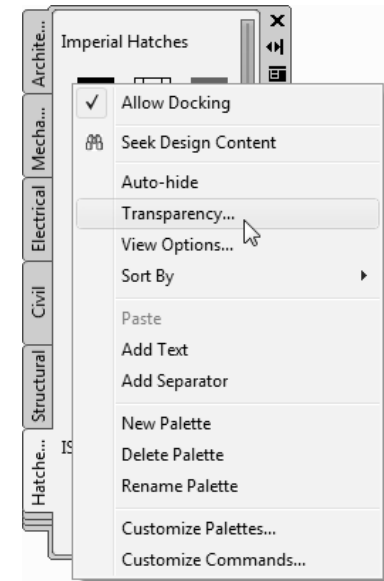 Archite...
Mecha...
Electrical
Civil
Structural
Hatche...
Imperial Hatches
IS
Allow Docking
Seek Design Content
Auto-hide
Transparency...
View Options...
Sort By
Paste
Add Text
Add Separator
New Palette
Delete Palette
Rename Palette
Customize Palettes...
Customize Commands...